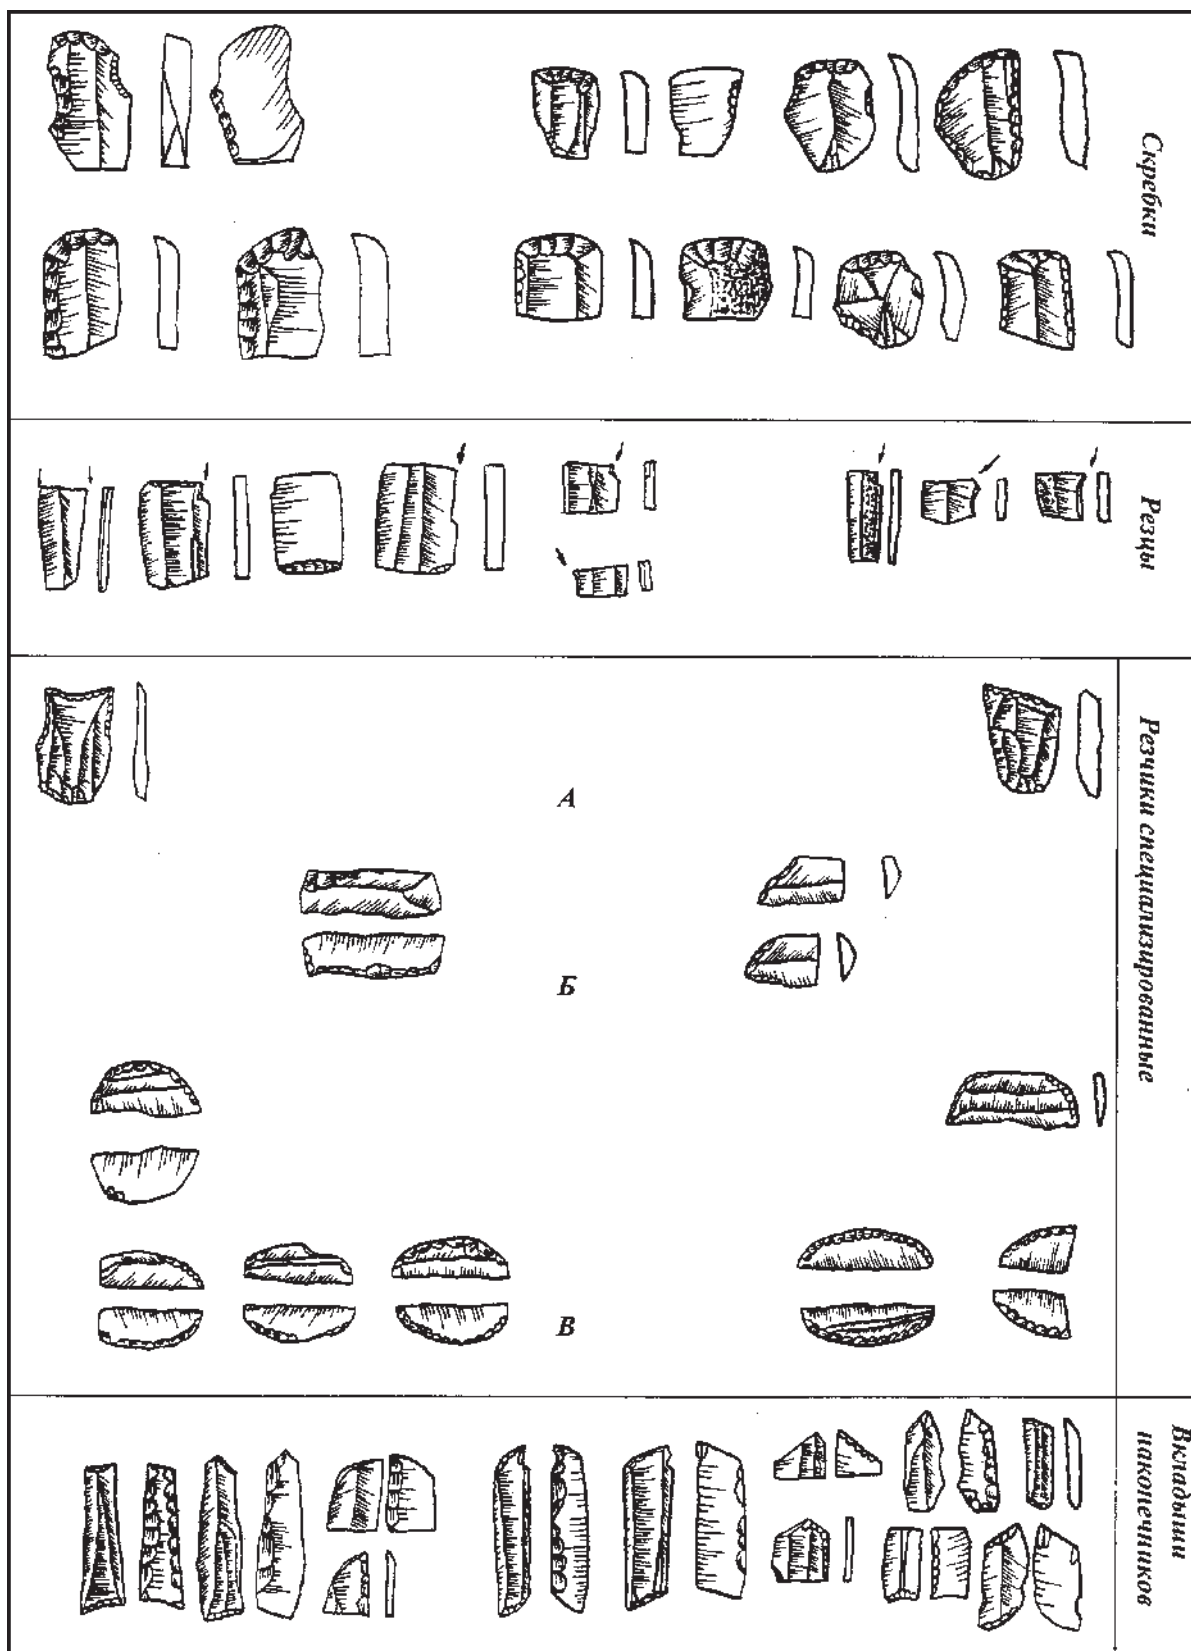 Скребки
Резцы
Резчики специализированные
А
Б
В
Вкладыши
наконечников